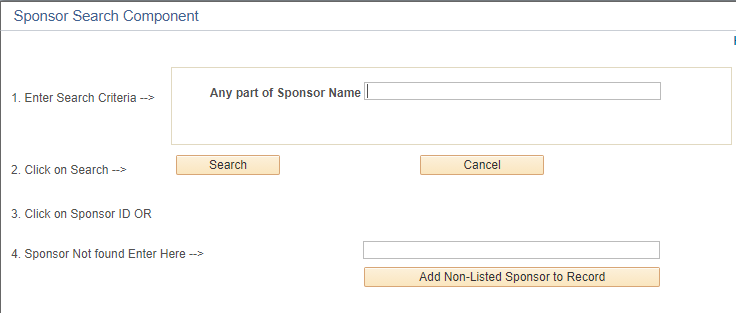 Sponsor Search Component
1. Enter Search Criteria -->
Any part of Sponsor Name
2. Click on Search -->
Search
Cancel
3. Click on Sponsor ID OR
4. Sponsor Not found Enter Here -->
Add Non-Listed Sponsor to Record